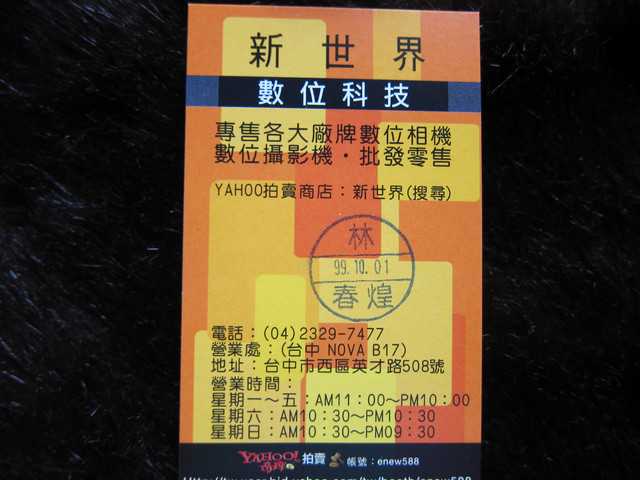 新世界
數位科技
專售各大廠牌數位相機
數位攝影機・批發零售
YAHOO拍賣商店：新世界(搜尋)
林
99.10.01
春煌
電話：(04)2329-7477
營業處：(台中 NOVA B17)
地址：台中市西區英才路508號
營業時間：
星期一～五：AM11：00～PM10：00
星期六：AM10：30～PM10：30
星期日：AM10：30～PM09：30
YAHOO!奇摩 拍賣 帳號：enew588